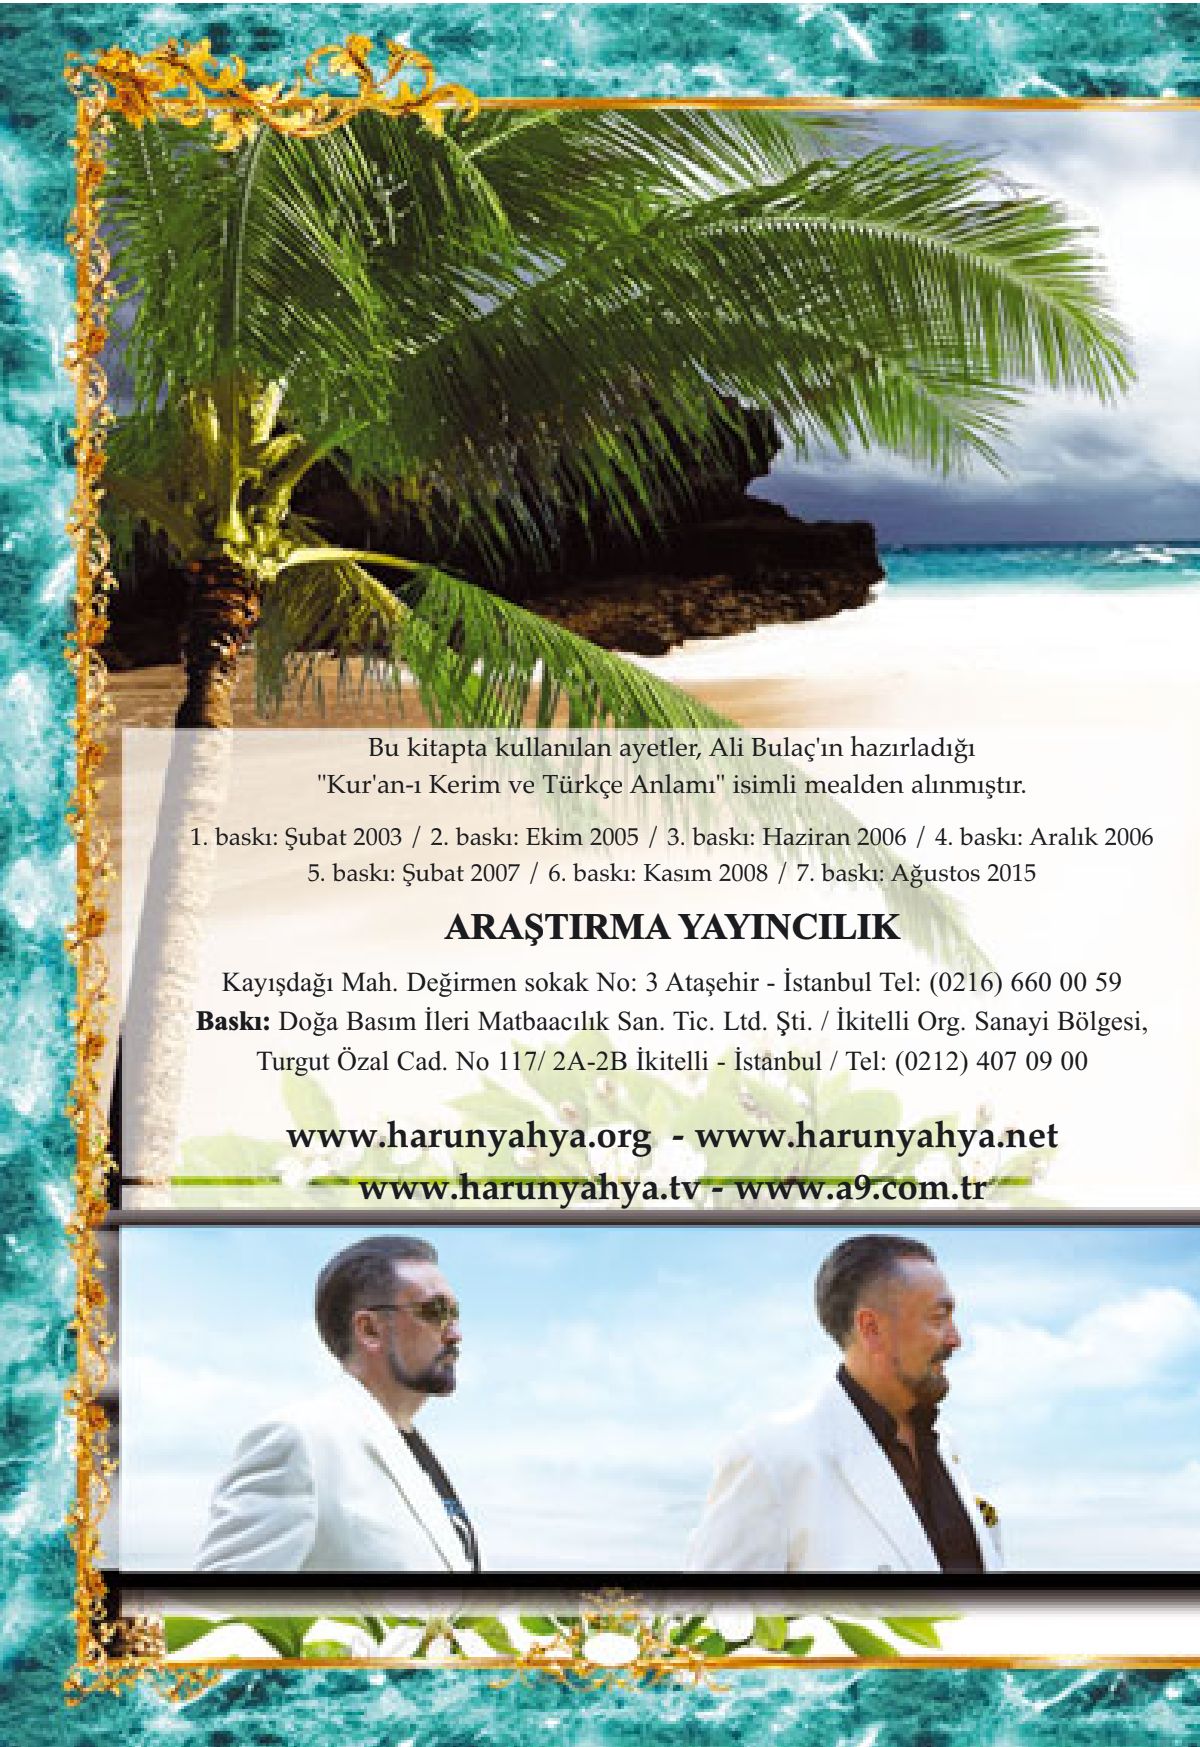 Bu kitapta kullanılan ayetler, Ali Bulaç'ın hazırladığı
"Kur'an-ı Kerim ve Türkçe Anlamı" isimli mealden alınmıştır.
1. baskı: Şubat 2003 / 2. baskı: Ekim 2005 / 3. baskı: Haziran 2006 / 4. baskı: Aralık 2006
5. baskı: Şubat 2007 / 6. baskı: Kasım 2008 / 7. baskı: Ağustos 2015
ARAŞTIRMA YAYINCILIK
Kayışdağı Mah. Değirmen sokak No: 3 Ataşehir - İstanbul Tel: (0216) 660 00 59
Baskı: Doğa Basım İleri Matbaacılık San. Tic. Ltd. Şti. / İkitelli Org. Sanayi Bölgesi,
Turgut Özal Cad. No 117/ 2A-2B İkitelli - İstanbul / Tel: (0212) 407 09 00
www.harunyahya.org - www.harunyahya.net
www.harunyahya.tv - www.a9.com.tr